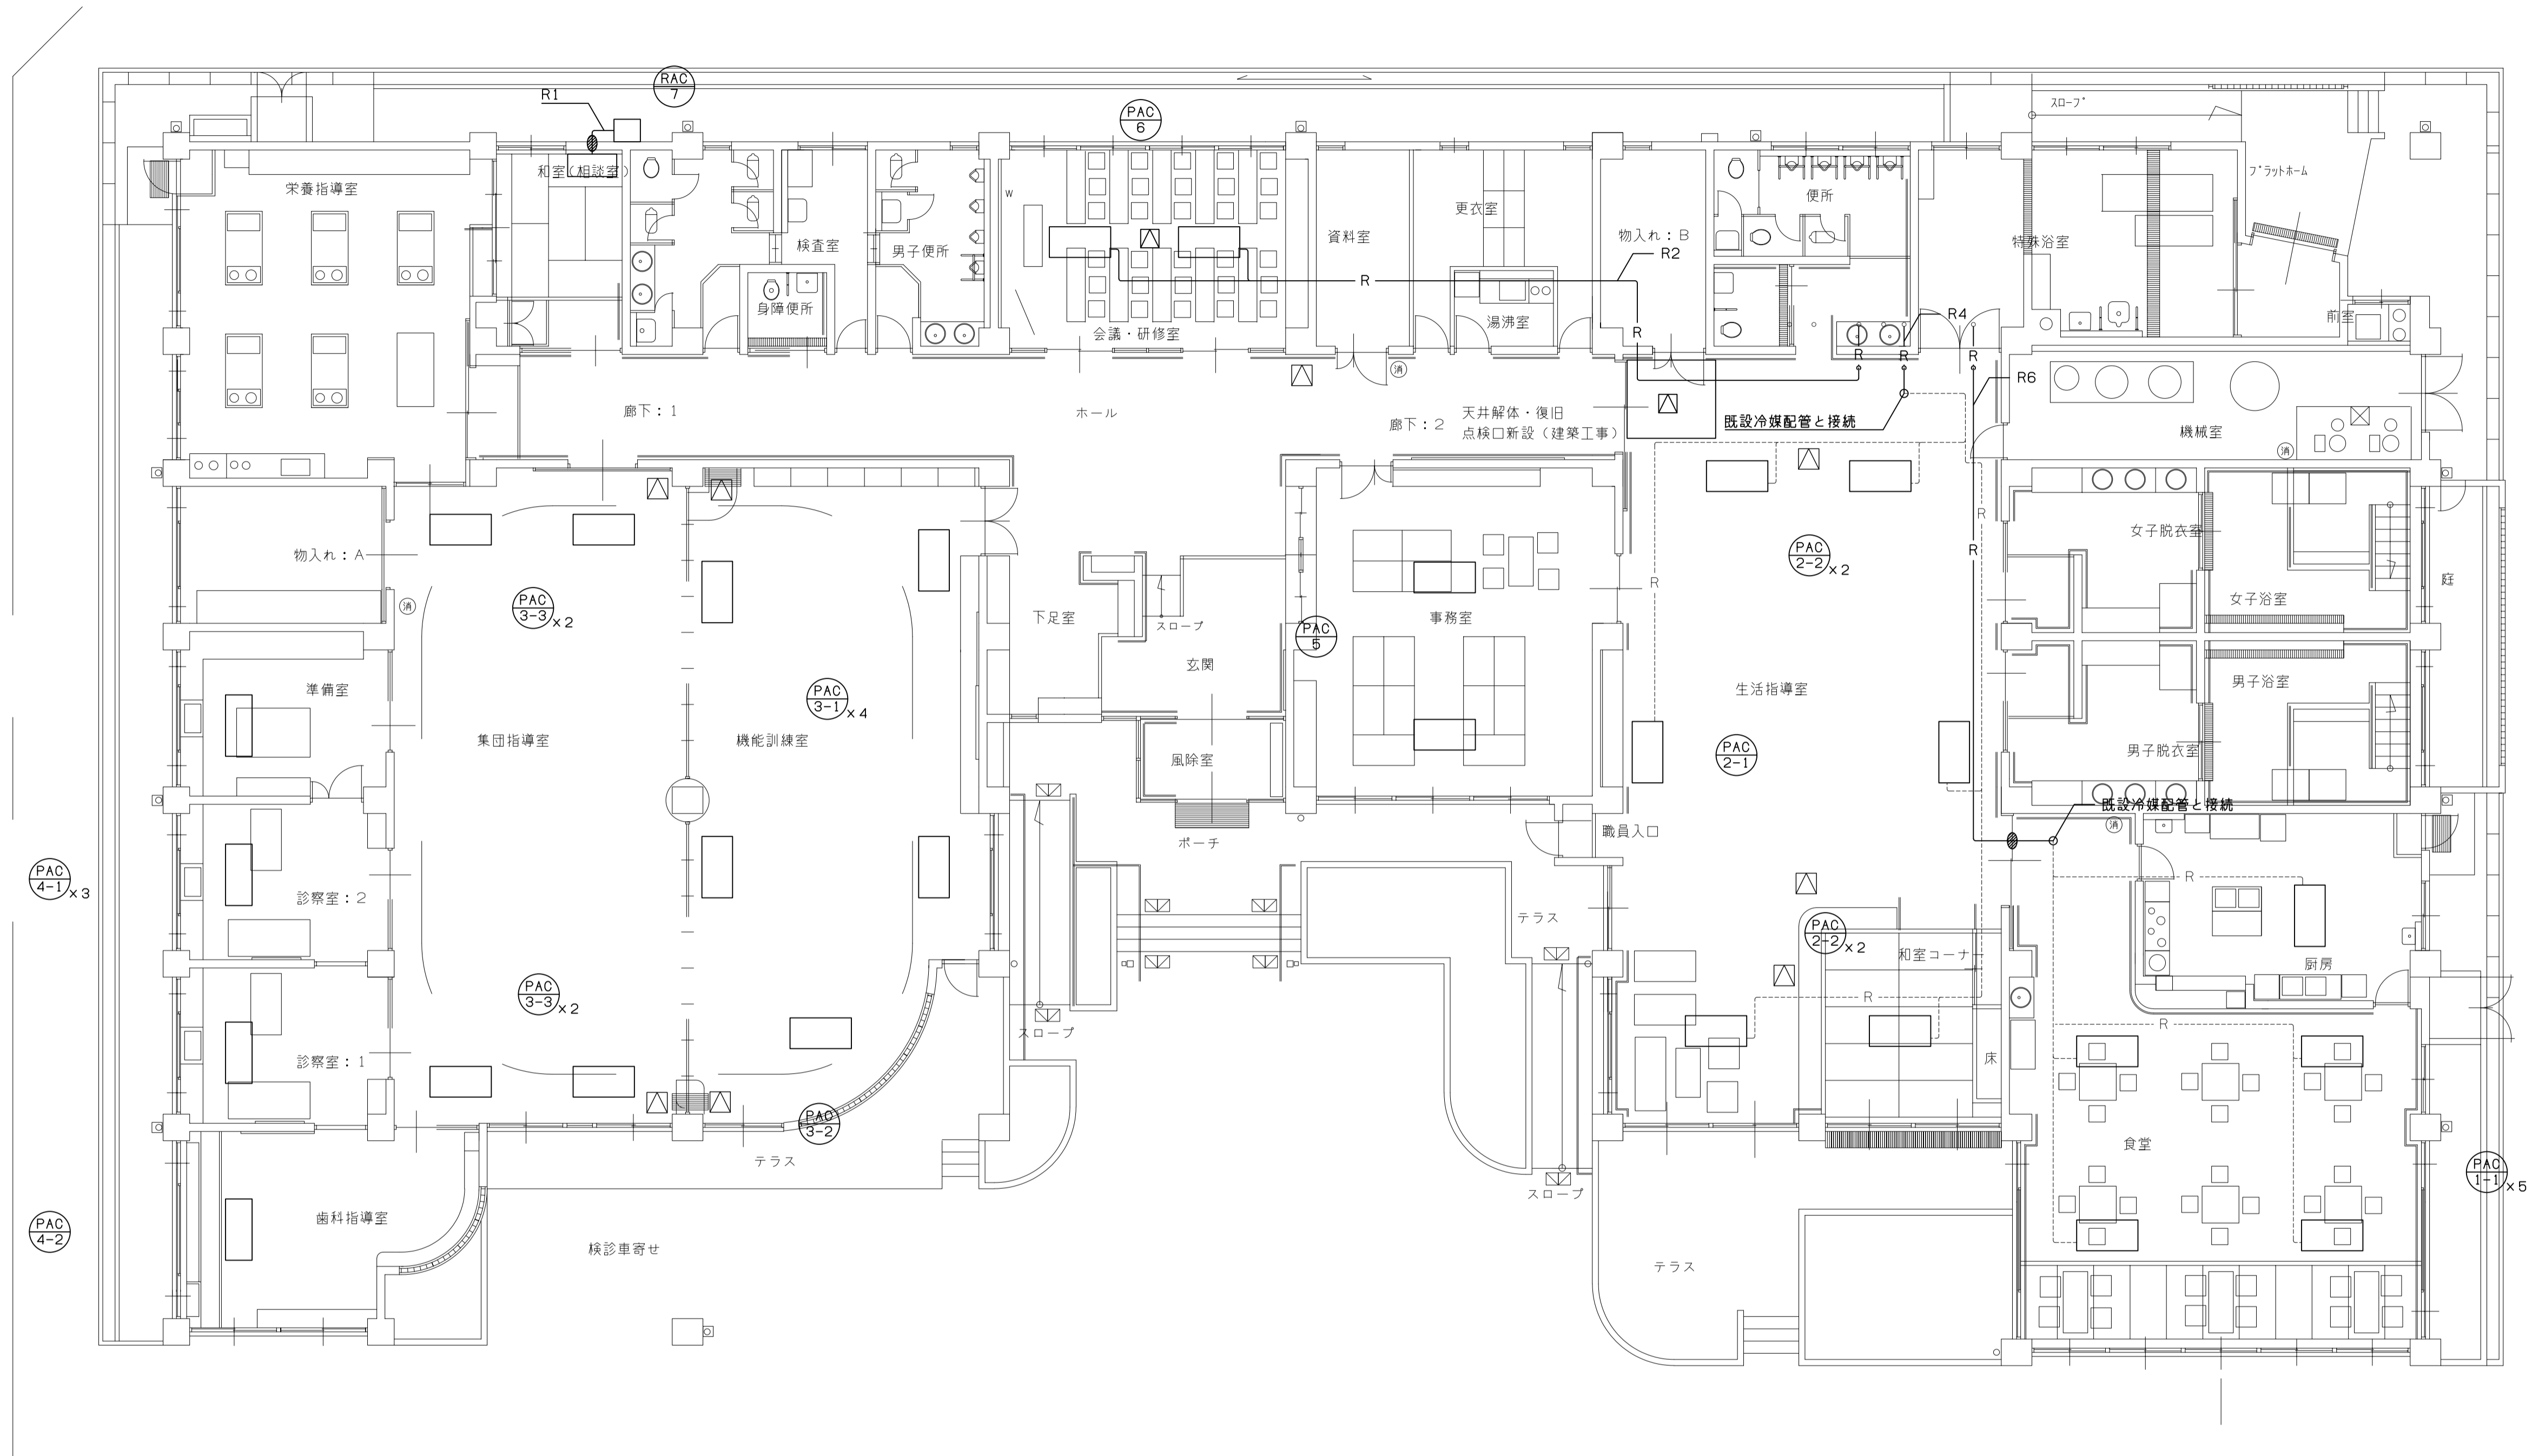 RAC
7
R1
PAC
6
スロープ
プラットホーム
和室(相談室)
栄養指導室
W
更衣室
便所
検査室
男子便所
資料室
物入れ：B
R2
特殊浴室
R
身障便所
会議・研修室
湯沸室
R4
前室
R
R
R
R
R6
消
廊下：1
ホール
廊下：2
天井解体・復旧
点検口新設（建築工事）
既設冷媒配管と接続
機械室
消
R
女子脱衣室
物入れ：A
PAC
2-2
×2
R
R
庭
女子浴室
PAC
3-3
×2
消
下足室
スロープ
PAC
5
事務室
玄関
準備室
PAC
3-1
×4
生活指導室
男子浴室
集団指導室
機能訓練室
風除室
PAC
2-1
男子脱衣室
既設冷媒配管と接続
消
職員入口
ポーチ
PAC
4-1
×3
診察室：2
R
テラス
PAC
2-2
×2
和室コーナー
厨房
PAC
3-3
×2
R
スロープ
R
診察室：1
床
PAC
3-2
食堂
テラス
PAC
1-1
×5
スロープ
PAC
4-2
歯科指導室
検診車寄せ
テラス